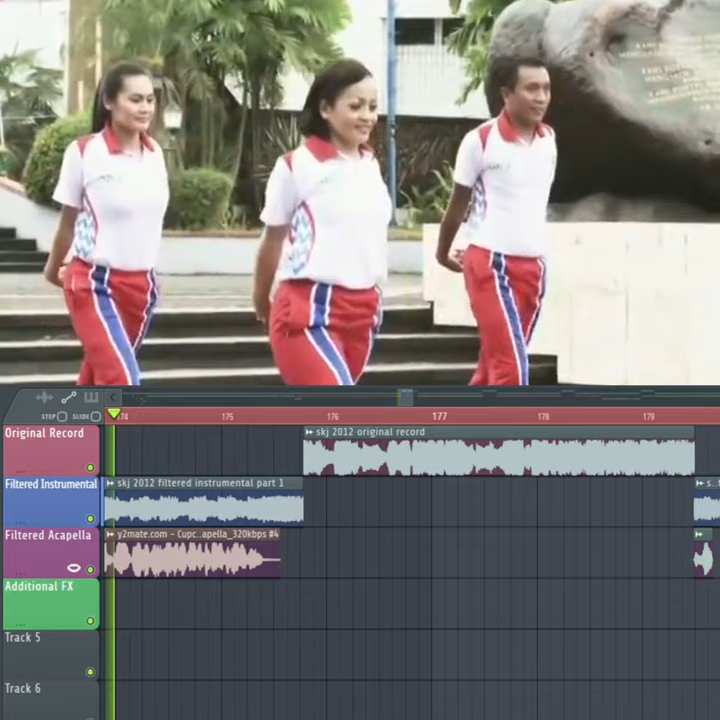 STEP SLIDE
174 175 176 177 178 179
Original Record
skj 2012 original record
Filtered Instrumental
skj 2012 filtered instrumental part 1
s..f
Filtered Acapella
y2mate.com - Cupc..apella_320kbps #4
Additional FX
Track 5
Track 6